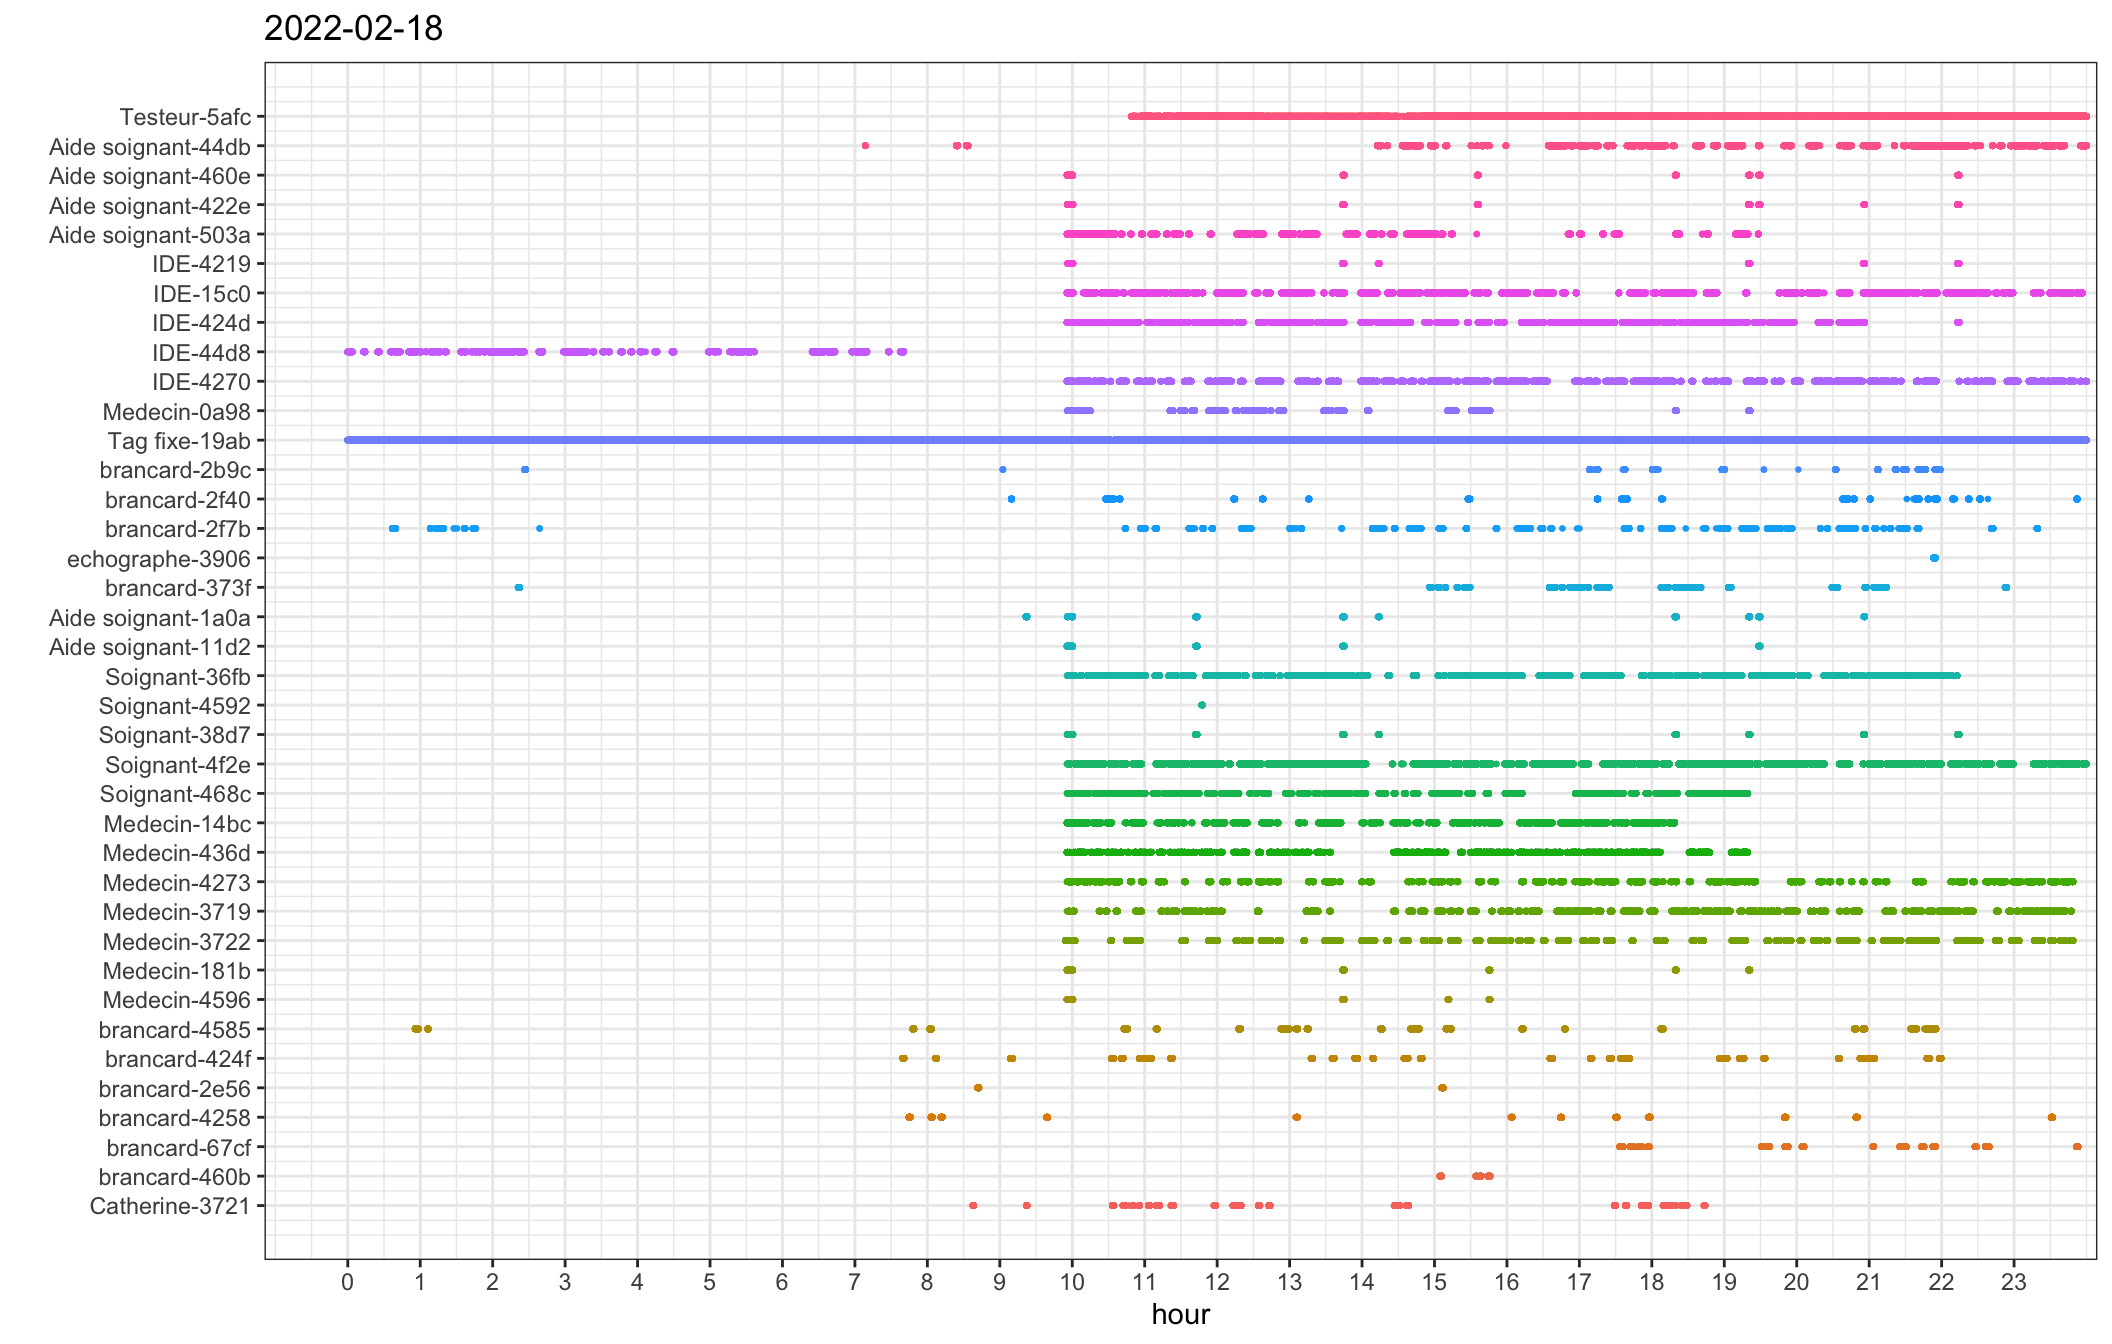 2022-02-18
Testeur-5afc
Aide soignant-44db
Aide soignant-460e
Aide soignant-422e
Aide soignant-503a
IDE-4219
IDE-15c0
IDE-424d
IDE-44d8
IDE-4270
Medecin-0a98
Tag fixe-19ab
brancard-2b9c
brancard-2f40
brancard-2f7b
echographe-3906
brancard-373f
Aide soignant-1a0a
Aide soignant-11d2
Soignant-36fb
Soignant-4592
Soignant-38d7
Soignant-4f2e
Soignant-468c
Medecin-14bc
Medecin-436d
Medecin-4273
Medecin-3719
Medecin-3722
Medecin-181b
Medecin-4596
brancard-4585
brancard-424f
brancard-2e56
brancard-4258
brancard-67cf
brancard-460b
Catherine-3721
0 1 2 3 4 5 6 7 8 9 10 11 12 13 14 15 16 17 18 19 20 21 22 23
hour